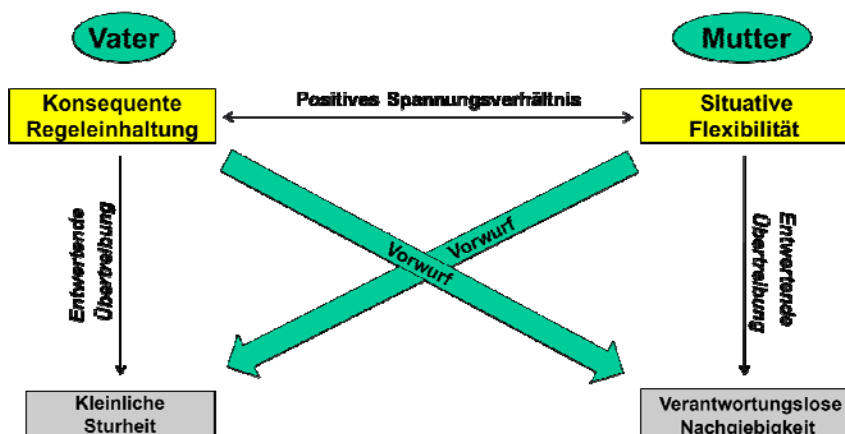 Vater
Mutter
Konsequente
Regeleinhaltung
Positives Spannungsverhältnis
Situative
Flexibilität
Entwertende
Übertreibung
Vorwurf
Vorwurf
Entwertende
Übertreibung
Kleinliche
Sturheit
Verantwortungslose
Nachgiebigkeit